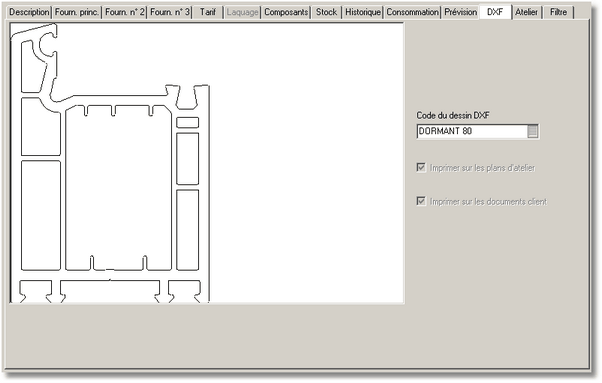 Description Fourn. princ. Fourn. n° 2 Fourn. n° 3 Tarif Laquage Composants Stock Historique Consommation Prévision DXF Atelier Filtre
Code du dessin DXF
DORMANT 80
Imprimer sur les plans d'atelier
Imprimer sur les documents client